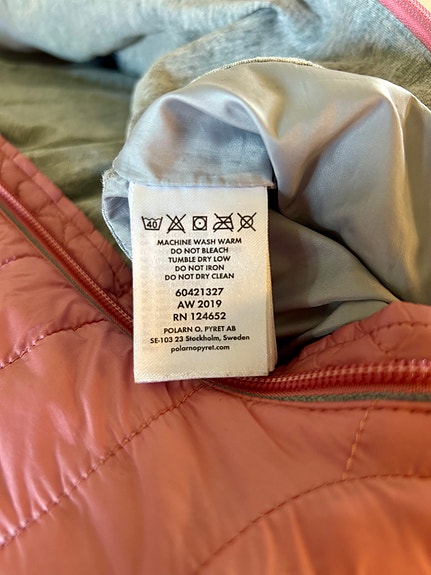 40
MACHINE WASH WARM
DO NOT BLEACH
TUMBLE DRY LOW
DO NOT IRON
DO NOT DRY CLEAN
60421327
AW 2019
RN 124652
POLARN O. PYRET AB
SE-103 23 Stockholm, Sweden
polarnopyret.com